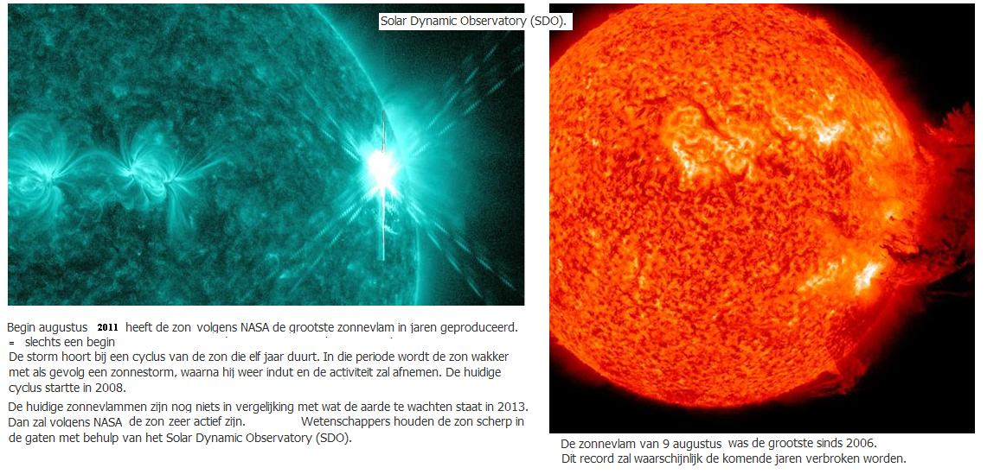 Solar Dynamic Observatory (SDO).
Begin augustus 2011 heeft de zon volgens NASA de grootste zonnevlam in jaren geproduceerd.
= slechts een begin
De storm hoort bij een cyclus van de zon die elf jaar duurt. In die periode wordt de zon wakker
met als gevolg een zonnestorm, waarna hij weer indut en de activiteit zal afnemen. De huidige
cyclus startte in 2008.
De huidige zonnevlammen zijn nog niets in vergelijking met wat de aarde te wachten staat in 2013.
Dan zal volgens NASA de zon zeer actief zijn. Wetenschappers houden de zon scherp in
de gaten met behulp van het Solar Dynamic Observatory (SDO).
De zonnevlam van 9 augustus was de grootste sinds 2006.
Dit record zal waarschijnlijk de komende jaren verbroken worden.